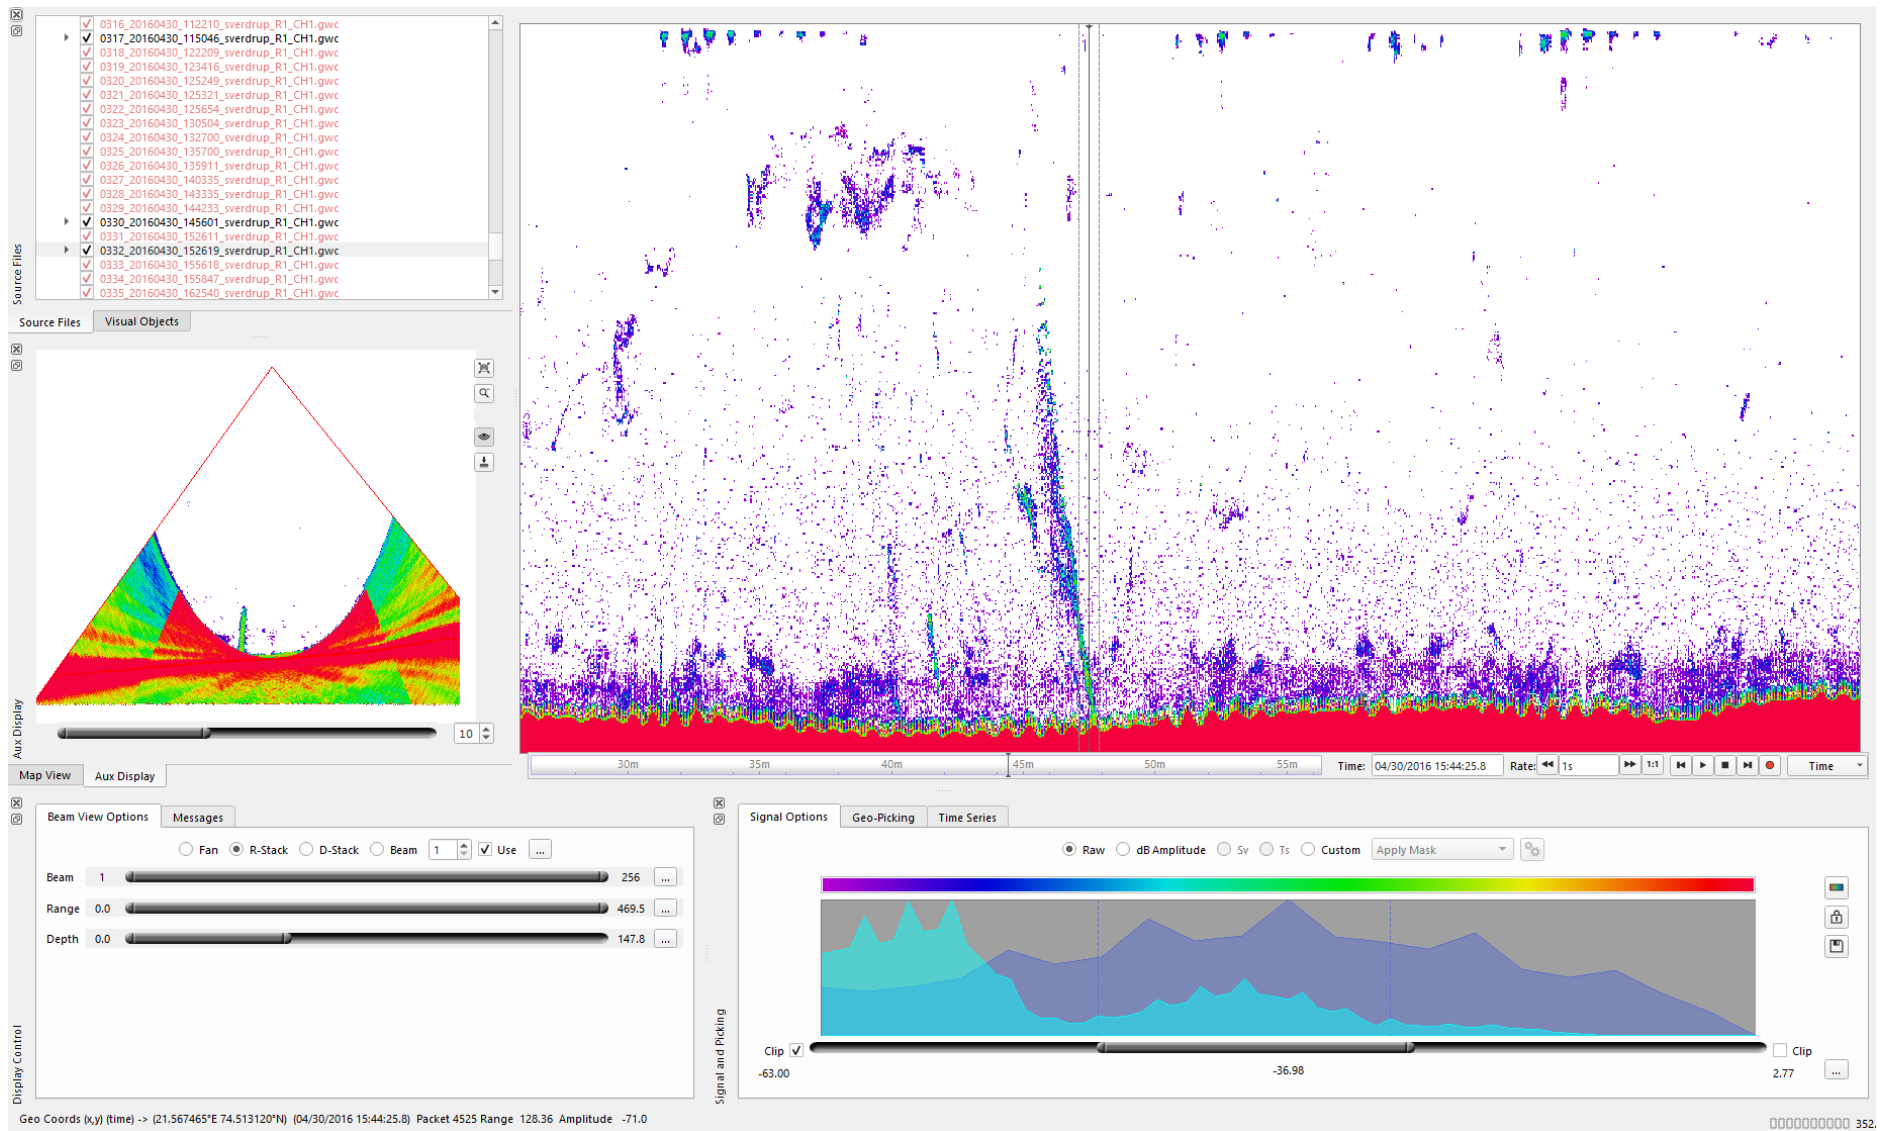 0316_20160430_112210_sverdrup_R1_CH1.gwc
0317_20160430_115046_sverdrup_R1_CH1.gwc
0318_20160430_122209_sverdrup_R1_CH1.gwc
0319_20160430_123416_sverdrup_R1_CH1.gwc
0320_20160430_125249_sverdrup_R1_CH1.gwc
0321_20160430_125321_sverdrup_R1_CH1.gwc
0322_20160430_125654_sverdrup_R1_CH1.gwc
0323_20160430_130504_sverdrup_R1_CH1.gwc
0324_20160430_132700_sverdrup_R1_CH1.gwc
0325_20160430_135700_sverdrup_R1_CH1.gwc
0326_20160430_135911_sverdrup_R1_CH1.gwc
0327_20160430_140335_sverdrup_R1_CH1.gwc
0328_20160430_143335_sverdrup_R1_CH1.gwc
0329_20160430_144233_sverdrup_R1_CH1.gwc
0330_20160430_145601_sverdrup_R1_CH1.gwc
0331_20160430_152611_sverdrup_R1_CH1.gwc
0332_20160430_152619_sverdrup_R1_CH1.gwc
0333_20160430_155618_sverdrup_R1_CH1.gwc
0334_20160430_155847_sverdrup_R1_CH1.gwc
0335_20160430_162540_sverdrup_R1_CH1.gwc
Source Files
Source Files Visual Objects
Aux Display
10
Map View Aux Display
30m 35m 40m 45m 50m 55m Time: 04/30/2016 15:44:25.8 Rate: 1s 1:1 Time
Beam View Options Messages
Fan R-Stack D-Stack Beam 1 Use ...
Beam 1 256 ...
Range 0.0 469.5 ...
Depth 0.0 147.8 ...
Display Control
Signal Options Geo-Picking Time Series
Raw dB Amplitude Sv Ts Custom Apply Mask
Signal and Picking
Clip Clip
-63.00 -36.98 2.77 ...
Geo Coords (x,y) (time) -> (21.567465°E 74.513120°N) (04/30/2016 15:44:25.8) Packet 4525 Range 128.36 Amplitude -71.0
352.